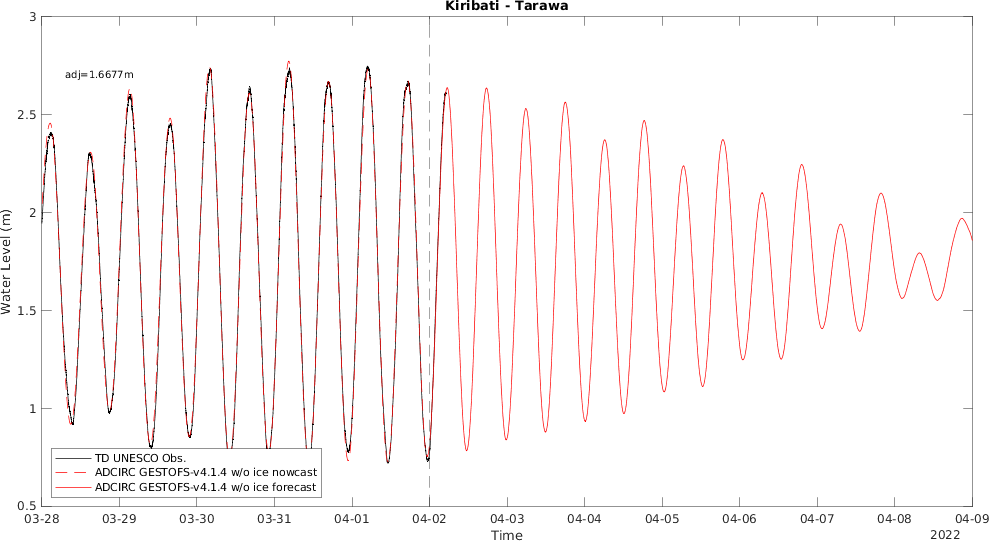 Kiribati - Tarawa
adj=1.6677m
3
2.5
2
1.5
1
0.5
Water Level (m)
TD UNESCO Obs.
ADCIRC GESTOFS-v4.1.4 w/o ice nowcast
ADCIRC GESTOFS-v4.1.4 w/o ice forecast
03-28 03-29 03-30 03-31 04-01 04-02 04-03 04-04 04-05 04-06 04-07 04-08 04-09
Time
2022